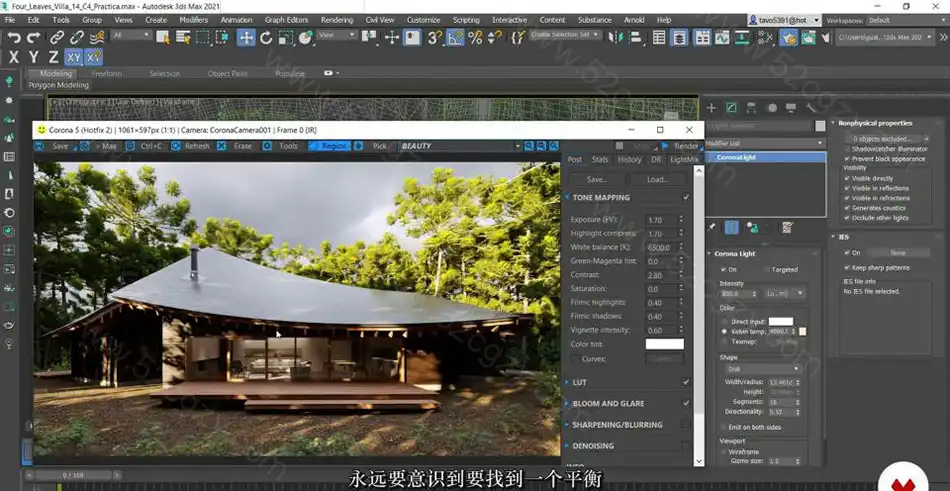 Four_Leaves_Villa_14_C4_Practica.max - Autodesk 3ds Max 2021
Edit Tools Group Views Create Modifiers Animation Graph Editors Rendering Civil View Customize Scripting Interactive Content Substance Arnold Help
tavo5391@hot... Workspaces: Default
All View Create Selection Set
X Y Z XY
Modeling Freeform Selection Object Paint Populate
Polygon Modeling
Corona 5 (Hotfix 2) | 1061×597px (1:1) | Camera: CoronaCamera001 | Frame 0 [IR]
Save > Max Ctrl+C Refresh Erase Tools Region Pick BEAUTY Stop Render
Post Stats History DR LightMix
Save... Load...
TONE MAPPING
Exposure (EV): 1.70
Highlight compress: 1.70
White balance [K]: 6500.0
Green-Magenta tint: 0.0
Contrast: 2.80
Saturation: 0.0
Filmic highlights: 0.40
Filmic shadows: 0.40
Vignette intensity: 0.60
Color tint:
Curves:
LUT
BLOOM AND GLARE
SHARPENING/BLURRING
DENOISING
Modifier List
CoronaLight
Corona Light
On Targeted
Intensity
Color
Direct input:
Kelvin temp:
Texmap:
Shape
Disk
Width/radius:
Height:
Segments: 16
Directionality:
Emit on both sides
Viewport
Wireframe
Gizmo size: 1.0
Nonphysical properties
0 objects excluded...
Shadowcatcher illuminator
Prevent black appearance
Visibility
Visible directly
Visible in reflections
Visible in refractions
Generates caustics
Occlude other lights
IES
On None
Keep sharp patterns
IES file info
No IES file selected.
0 / 100
永远要意识到要找到一个平衡